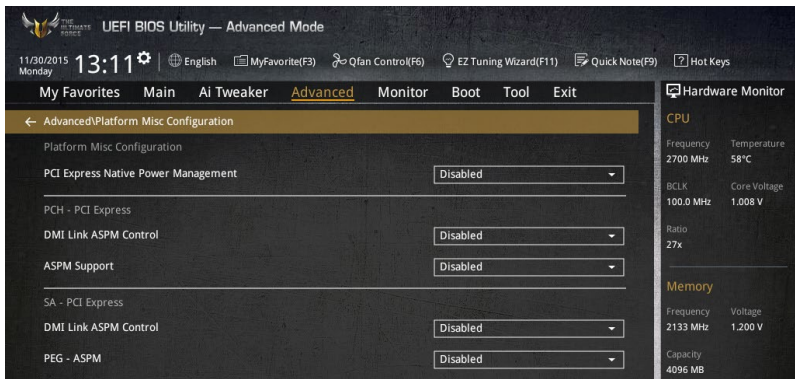 THE ULTIMATE FORCE
UEFI BIOS Utility — Advanced Mode
11/30/2015 Monday 13:11 English MyFavorite(F3) Qfan Control(F6) EZ Tuning Wizard(F11) Quick Note(F9) ? Hot Keys
My Favorites Main Ai Tweaker Advanced Monitor Boot Tool Exit
← Advanced\Platform Misc Configuration
Platform Misc Configuration
PCI Express Native Power Management Disabled
PCH - PCI Express
DMI Link ASPM Control Disabled
ASPM Support Disabled
SA - PCI Express
DMI Link ASPM Control Disabled
PEG - ASPM Disabled
Hardware Monitor
CPU
Frequency Temperature
2700 MHz 58°C
BCLK Core Voltage
100.0 MHz 1.008 V
Ratio
27x
Memory
Frequency Voltage
2133 MHz 1.200 V
Capacity
4096 MB